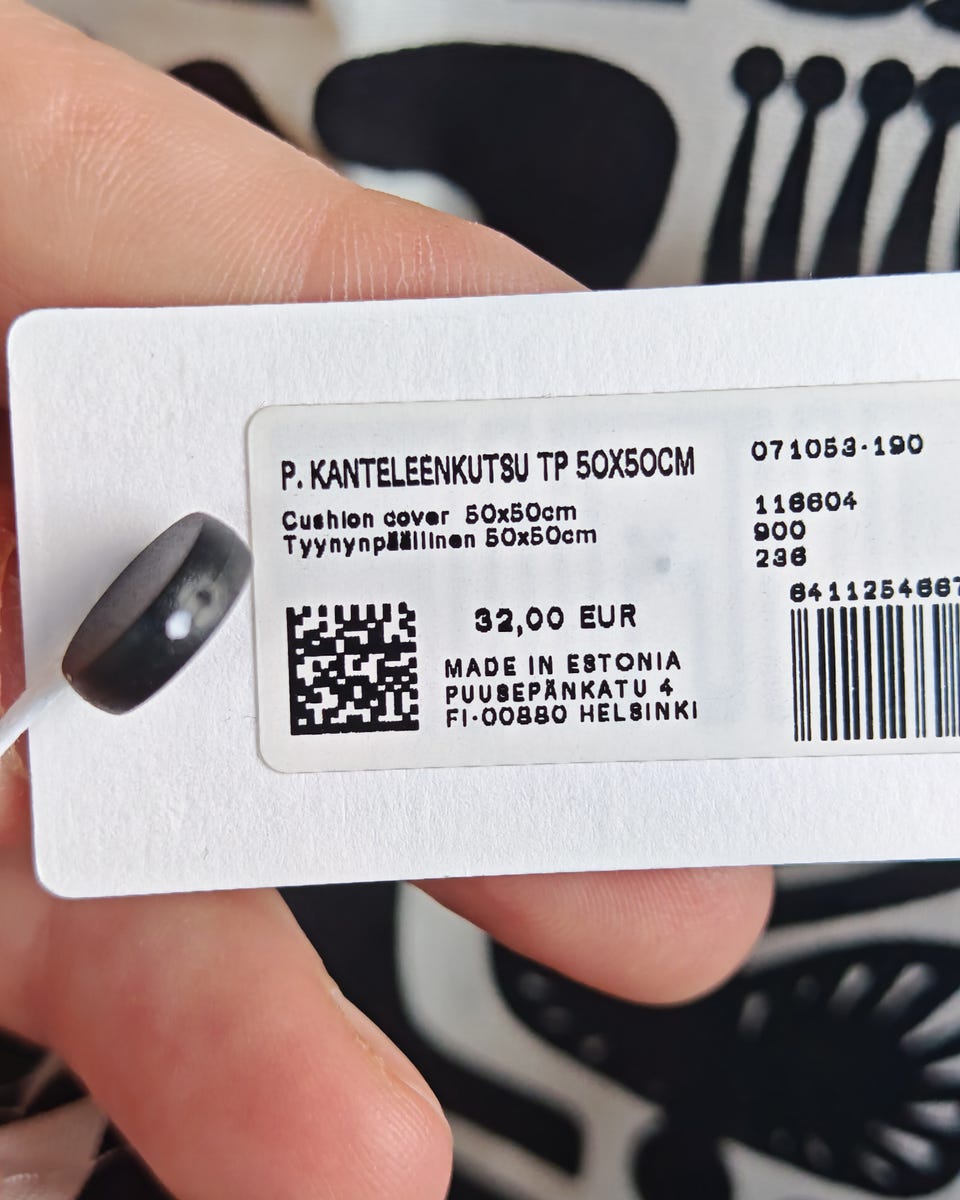 P. KANTELEENKUTSU TP 50X50CM
Cushion cover 50x50cm
Tyynynpäällinen 50x50cm
32,00 EUR
MADE IN ESTONIA
PUUSEPÄNKATU 4
FI-00880 HELSINKI
071053-190
116604
900
236
6411254667